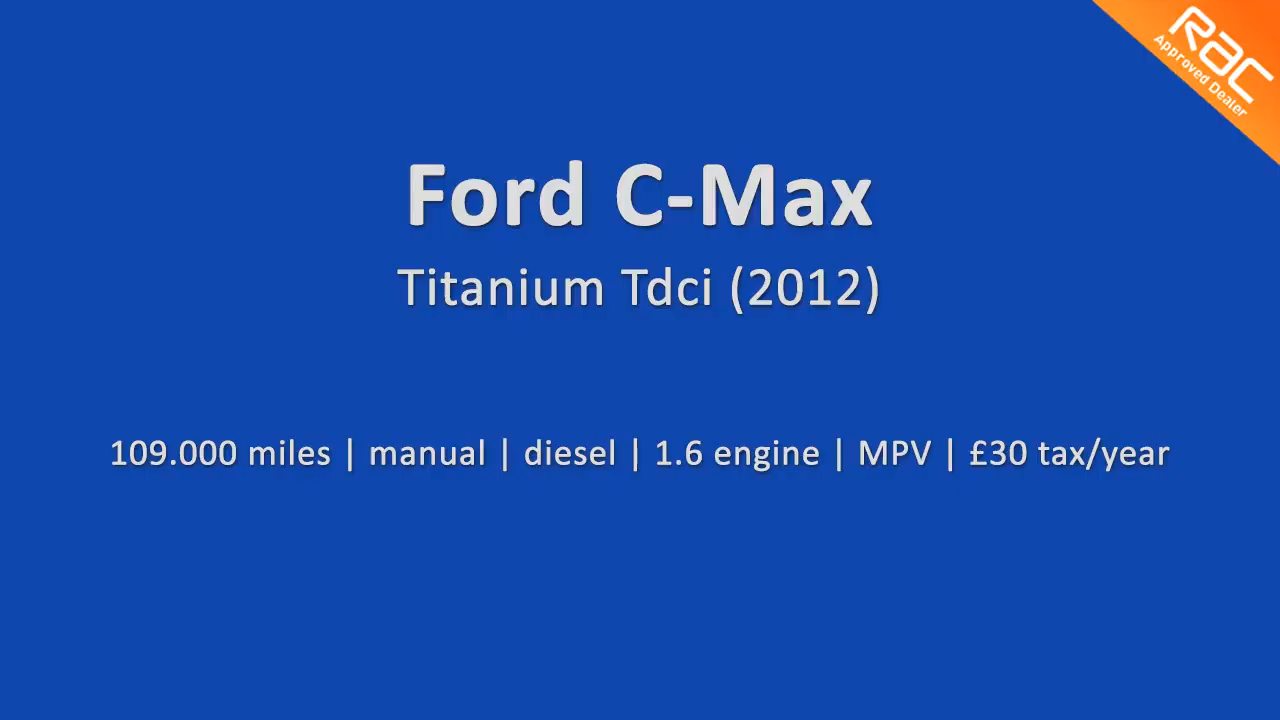 RAC
Approved Dealer
Ford C-Max
Titanium Tdci (2012)
109.000 miles | manual | diesel | 1.6 engine | MPV | £30 tax/year